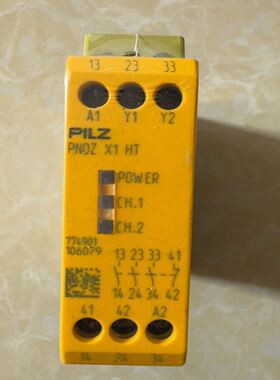 13 23 33
A1 Y1 Y2
PILZ
PNOZ X1 HT
POWER
CH.1
CH.2
774901
106079
13 23 33 41
14 24 34 42
41 42 A2
14 24 34